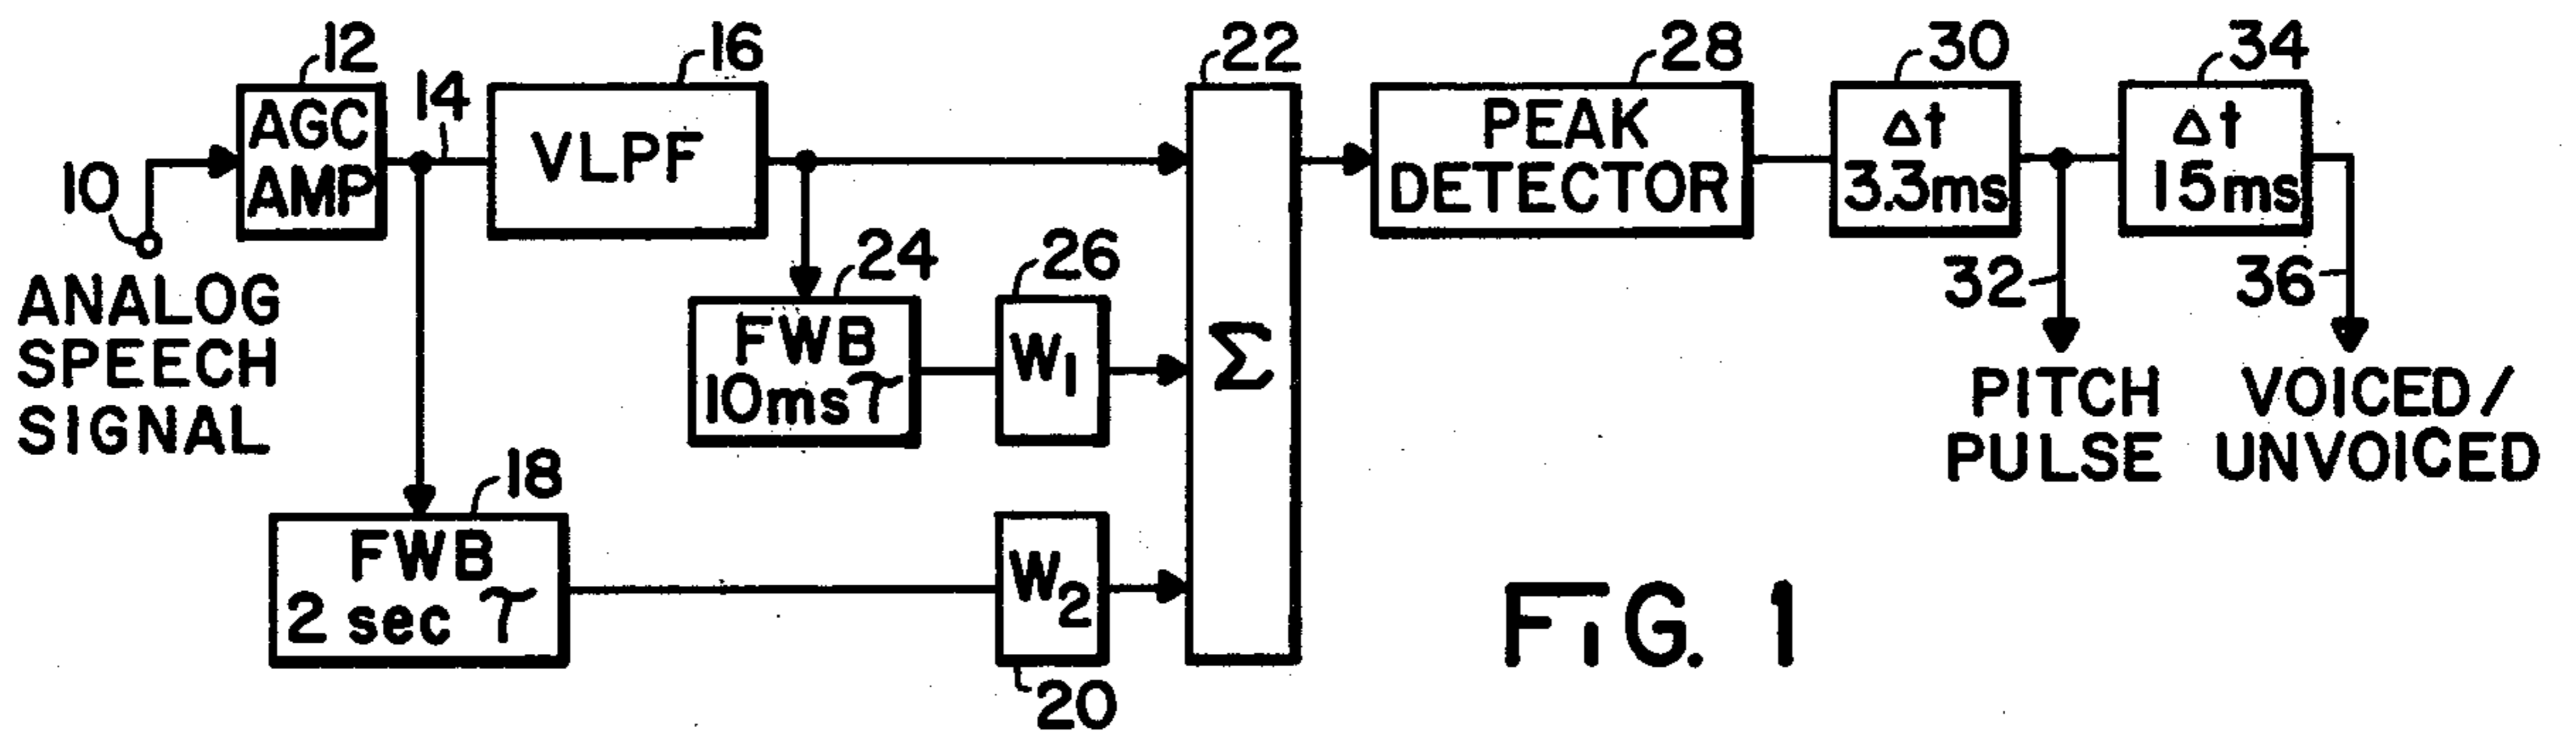 12
AGC
AMP
14
16
VLPF
10
ANALOG
SPEECH
SIGNAL
18
FWB
2 sec τ
24
FWB
10ms τ
26
W1
W2
20
22
Σ
28
PEAK
DETECTOR
30
Δt
3.3ms
34
Δt
15ms
32
PITCH
PULSE
36
VOICED/
UNVOICED
FIG. 1